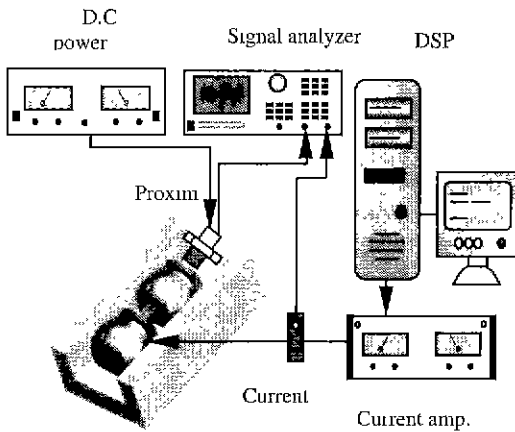 D.C
power
Signal analyzer
DSP
Proxim
Current
Current amp.